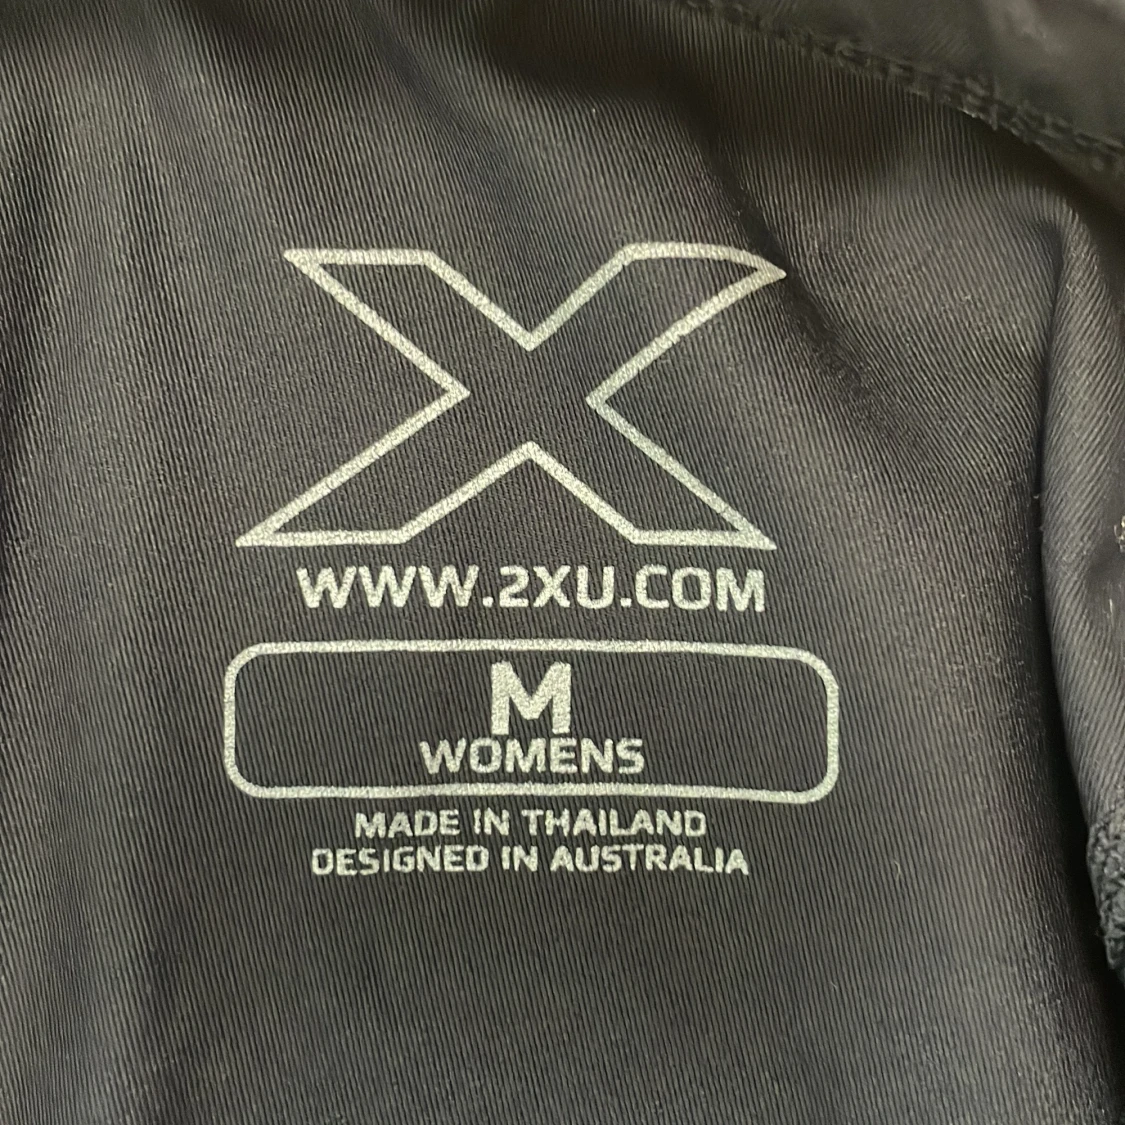 X
WWW.2XU.COM
M
WOMENS
MADE IN THAILAND
DESIGNED IN AUSTRALIA